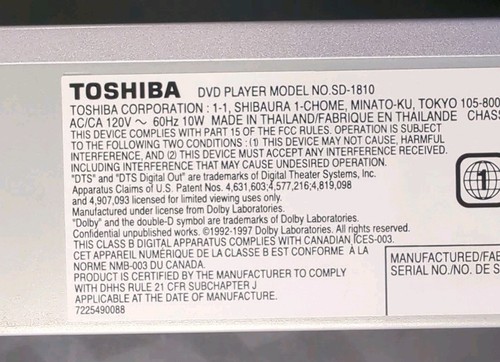 TOSHIBA DVD PLAYER MODEL NO.SD-1810
TOSHIBA CORPORATION : 1-1, SHIBAURA 1-CHOME, MINATO-KU, TOKYO 105-800
AC/CA 120V ~ 60Hz 10W MADE IN THAILAND/FABRIQUE EN THAILANDE CHASS
THIS DEVICE COMPLIES WITH PART 15 OF THE FCC RULES. OPERATION IS SUBJECT
TO THE FOLLOWING TWO CONDITIONS : (1) THIS DEVICE MAY NOT CAUSE, HARMFUL
INTERFERENCE, AND (2) THIS DEVICE MUST ACCEPT ANY INTERFERENCE RECEIVED.
INCLUDING INTERFERENCE THAT MAY CAUSE UNDESIRED OPERATION.
"DTS" and "DTS Digital Out" are trademarks of Digital Theater Systems, Inc.
Apparatus Claims of U.S. Patent Nos. 4,631,603;4,577,216;4,819,098
and 4,907,093 licensed for limited viewing uses only.
Manufactured under license from Dolby Laboratories.
"Dolby" and the double-D symbol are trademarks of Dolby Laboratories.
Confidential unpublished works. ©1992-1997 Dolby Laboratories. All rights reserved.
THIS CLASS B DIGITAL APPARATUS COMPLIES WITH CANADIAN ICES-003.
CET APPAREIL NUMÉRIQUE DE LA CLASSE B EST CONFORME À LA
NORME NMB-003 DU CANADA.
PRODUCT IS CERTIFIED BY THE MANUFACTURER TO COMPLY
WITH DHHS RULE 21 CFR SUBCHAPTER J
APPLICABLE AT THE DATE OF MANUFACTURE.
7225490088
1
MANUFACTURED/FAB
SERIAL NO./NO. DE S